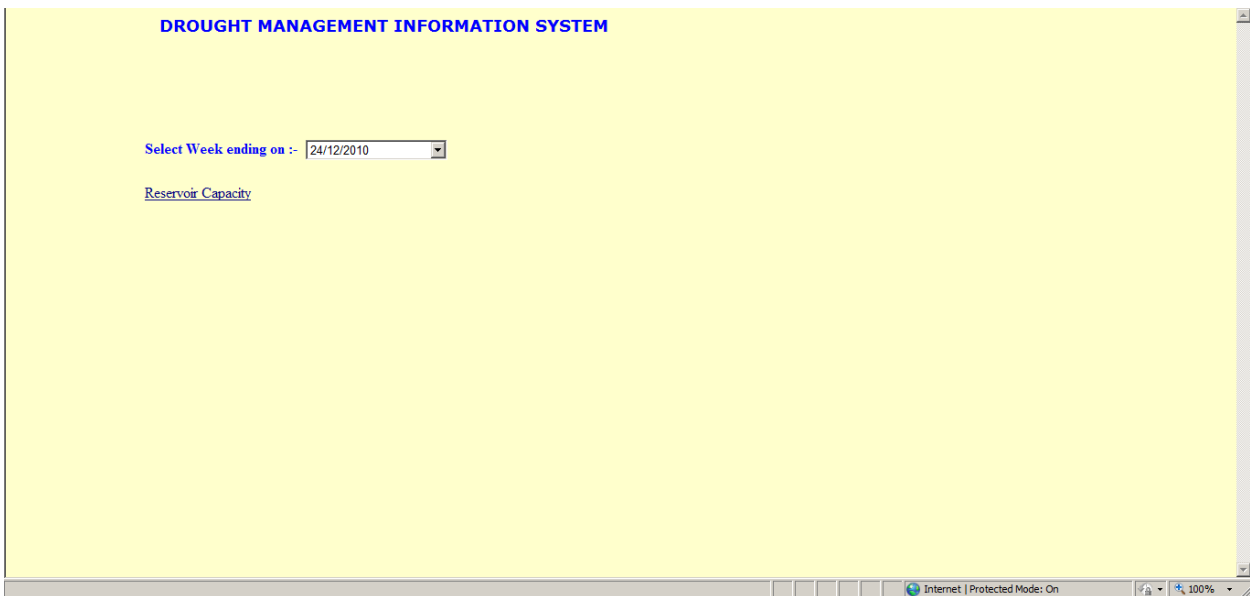 DROUGHT MANAGEMENT INFORMATION SYSTEM
Select Week ending on :- 24/12/2010
Reservoir Capacity
Internet | Protected Mode: On 100%